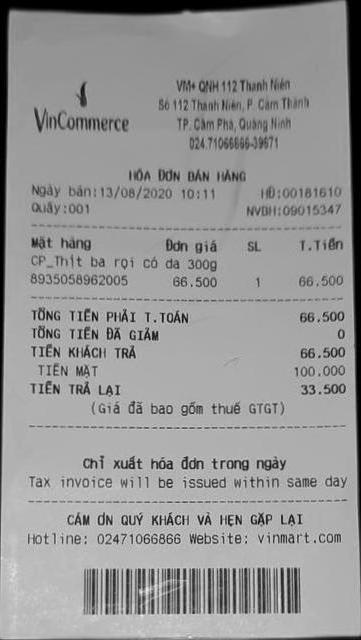 VinCommerce
VM+ QNH 112 Thanh Niên
Số 112 Thanh Niên, P. Cẩm Thành
TP. Cẩm Phả, Quảng Ninh
024.71066866-39671
HÓA ĐƠN BÁN HÀNG
Ngày bán:13/08/2020 10:11 HĐ:00181610
Quầy:001 NVBH:09015347
Mặt hàng Đơn giá SL T.Tiền
CP_Thịt ba rọi có da 300g
8935058962005 66.500 1 66.500
TỔNG TIỀN PHẢI T.TOÁN 66.500
TỔNG TIỀN ĐÃ GIẢM 0
TIỀN KHÁCH TRẢ 66.500
TIỀN MẶT 100.000
TIỀN TRẢ LẠI 33.500
(Giá đã bao gồm thuế GTGT)
Chỉ xuất hóa đơn trong ngày
Tax invoice will be issued within same day
CẢM ƠN QUÝ KHÁCH VÀ HẸN GẶP LẠI
Hotline: 02471066866 Website: vinmart.com